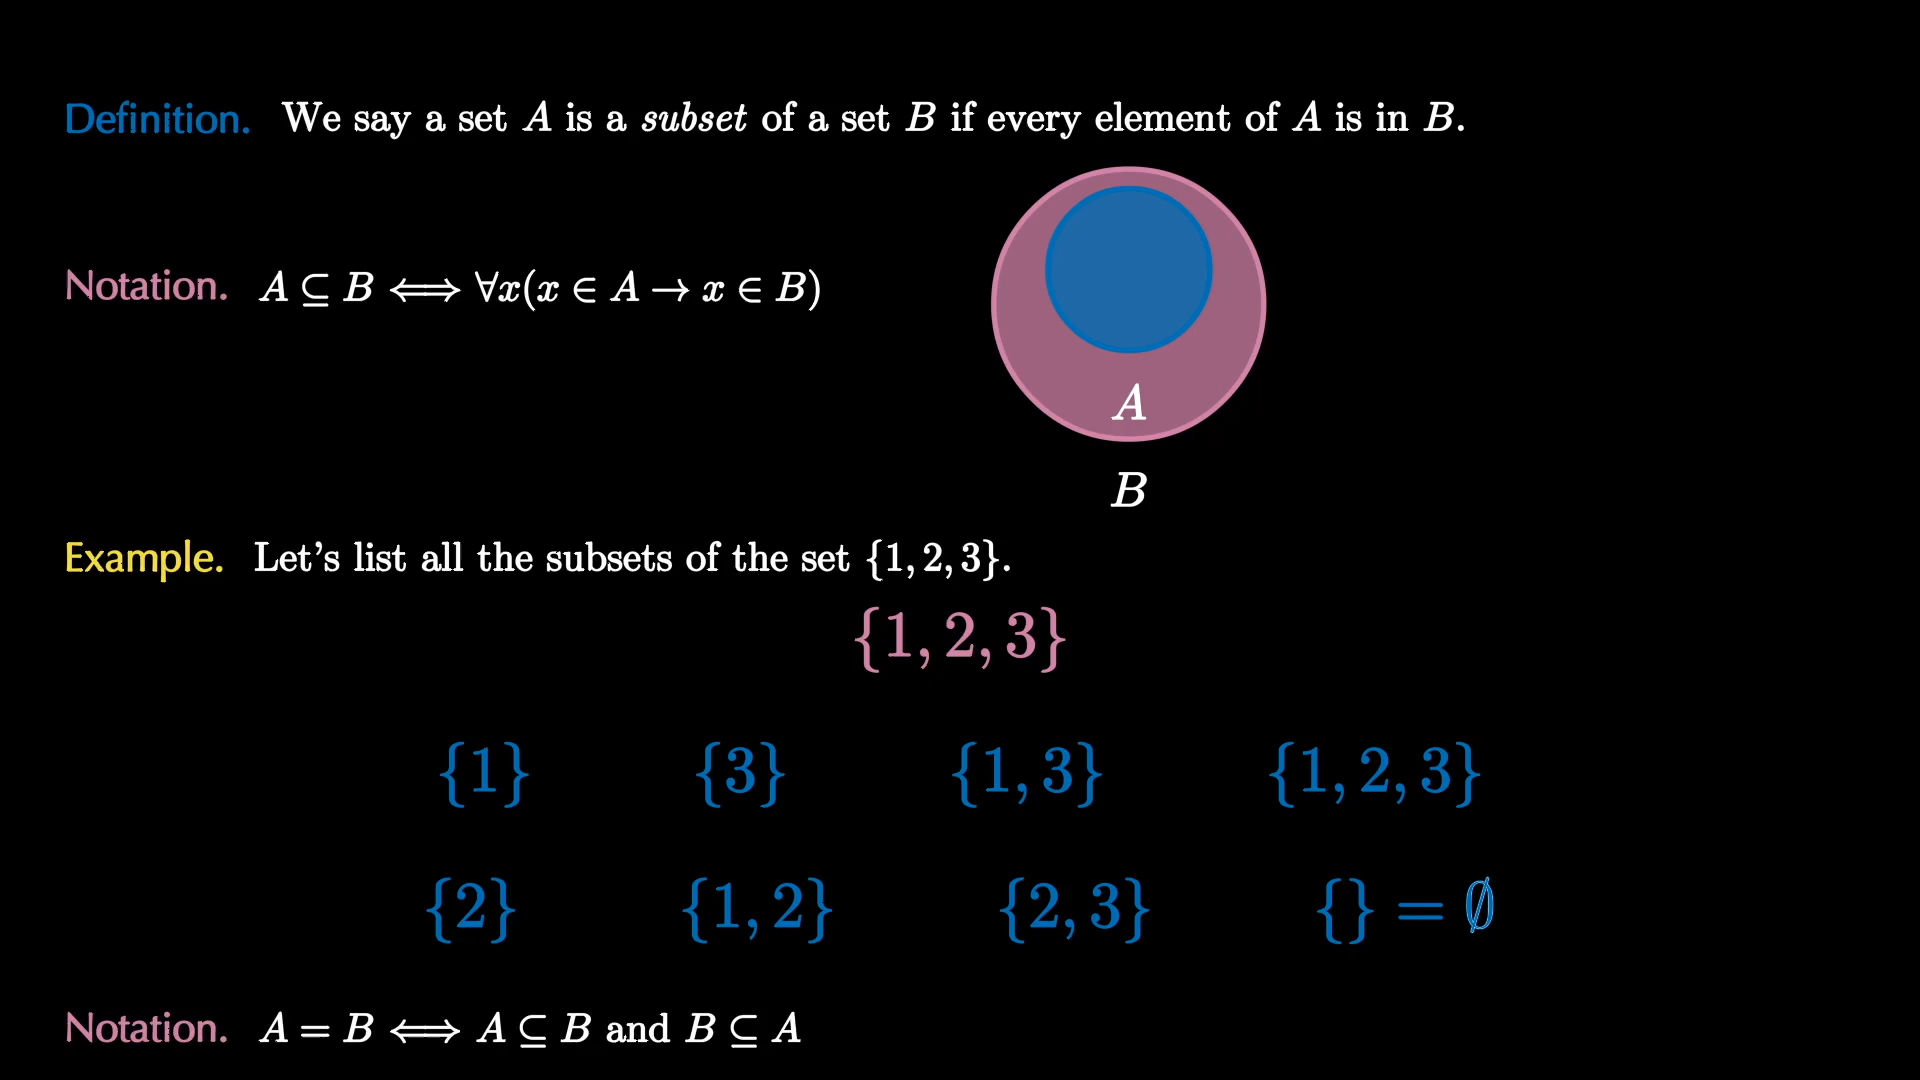 Definition. We say a set A is a subset of a set B if every element of A is in B.
Notation. A ⊆ B ⟺ ∀x(x ∈ A → x ∈ B)
A
B
Example. Let's list all the subsets of the set {1, 2, 3}.
{1, 2, 3}
{1} {3} {1, 3} {1, 2, 3}
{2} {1, 2} {2, 3} {} = ∅
Notation. A = B ⟺ A ⊆ B and B ⊆ A